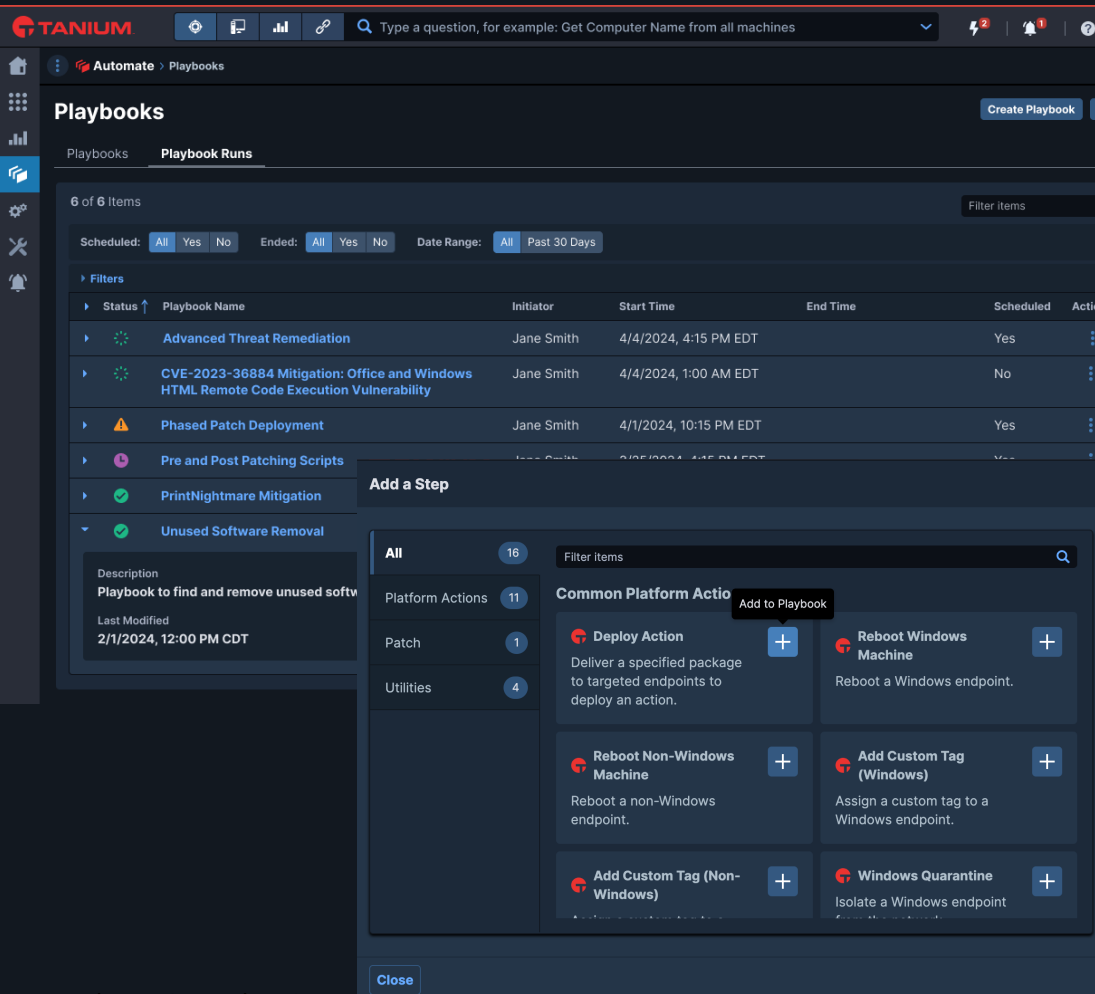 TANIUM
Type a question, for example: Get Computer Name from all machines
2
1
Automate › Playbooks
Playbooks
Create Playbook
Playbooks
Playbook Runs
6 of 6 Items
Filter items
Scheduled: All Yes No Ended: All Yes No Date Range: All Past 30 Days
Filters
Status Playbook Name Initiator Start Time End Time Scheduled
Advanced Threat Remediation Jane Smith 4/4/2024, 4:15 PM EDT Yes
CVE-2023-36884 Mitigation: Office and Windows Jane Smith 4/4/2024, 1:00 AM EDT No
HTML Remote Code Execution Vulnerability
Phased Patch Deployment Jane Smith 4/1/2024, 10:15 PM EDT Yes
Pre and Post Patching Scripts
PrintNightmare Mitigation
Unused Software Removal
Description
Playbook to find and remove unused
Last Modified
2/1/2024, 12:00 PM CDT
Add a Step
All 16
Platform Actions 11
Patch 1
Utilities 4
Filter items
Common Platform
Add to Playbook
Deploy Action
Deliver a specified package
to targeted endpoints to
deploy an action.
Reboot Windows
Machine
Reboot a Windows endpoint.
Reboot Non-Windows
Machine
Reboot a non-Windows
endpoint.
Add Custom Tag
(Windows)
Assign a custom tag to a
Windows endpoint.
Add Custom Tag (Non-
Windows)
Windows Quarantine
Isolate a Windows endpoint
Close